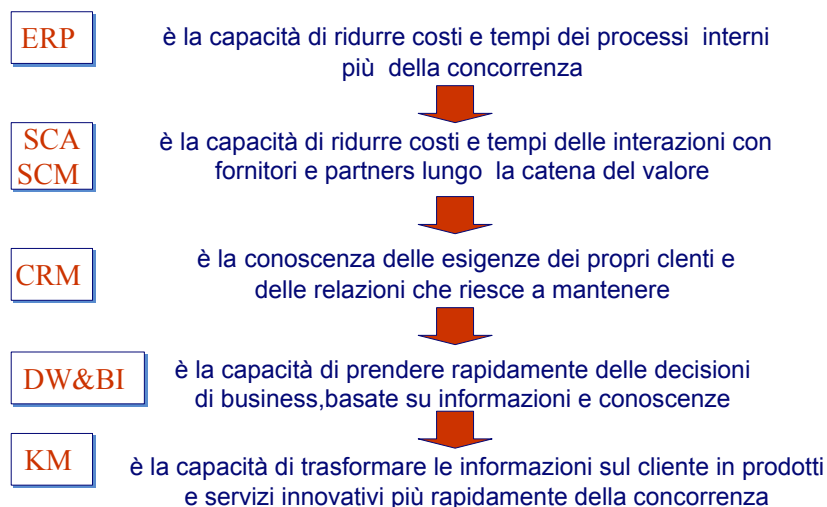 ERP
è la capacità di ridurre costi e tempi dei processi interni
più della concorrenza
SCA
SCM
è la capacità di ridurre costi e tempi delle interazioni con
fornitori e partners lungo la catena del valore
CRM
è la conoscenza delle esigenze dei propri clenti e
delle relazioni che riesce a mantenere
DW&BI
è la capacità di prendere rapidamente delle decisioni
di business,basate su informazioni e conoscenze
KM
è la capacità di trasformare le informazioni sul cliente in prodotti
e servizi innovativi più rapidamente della concorrenza